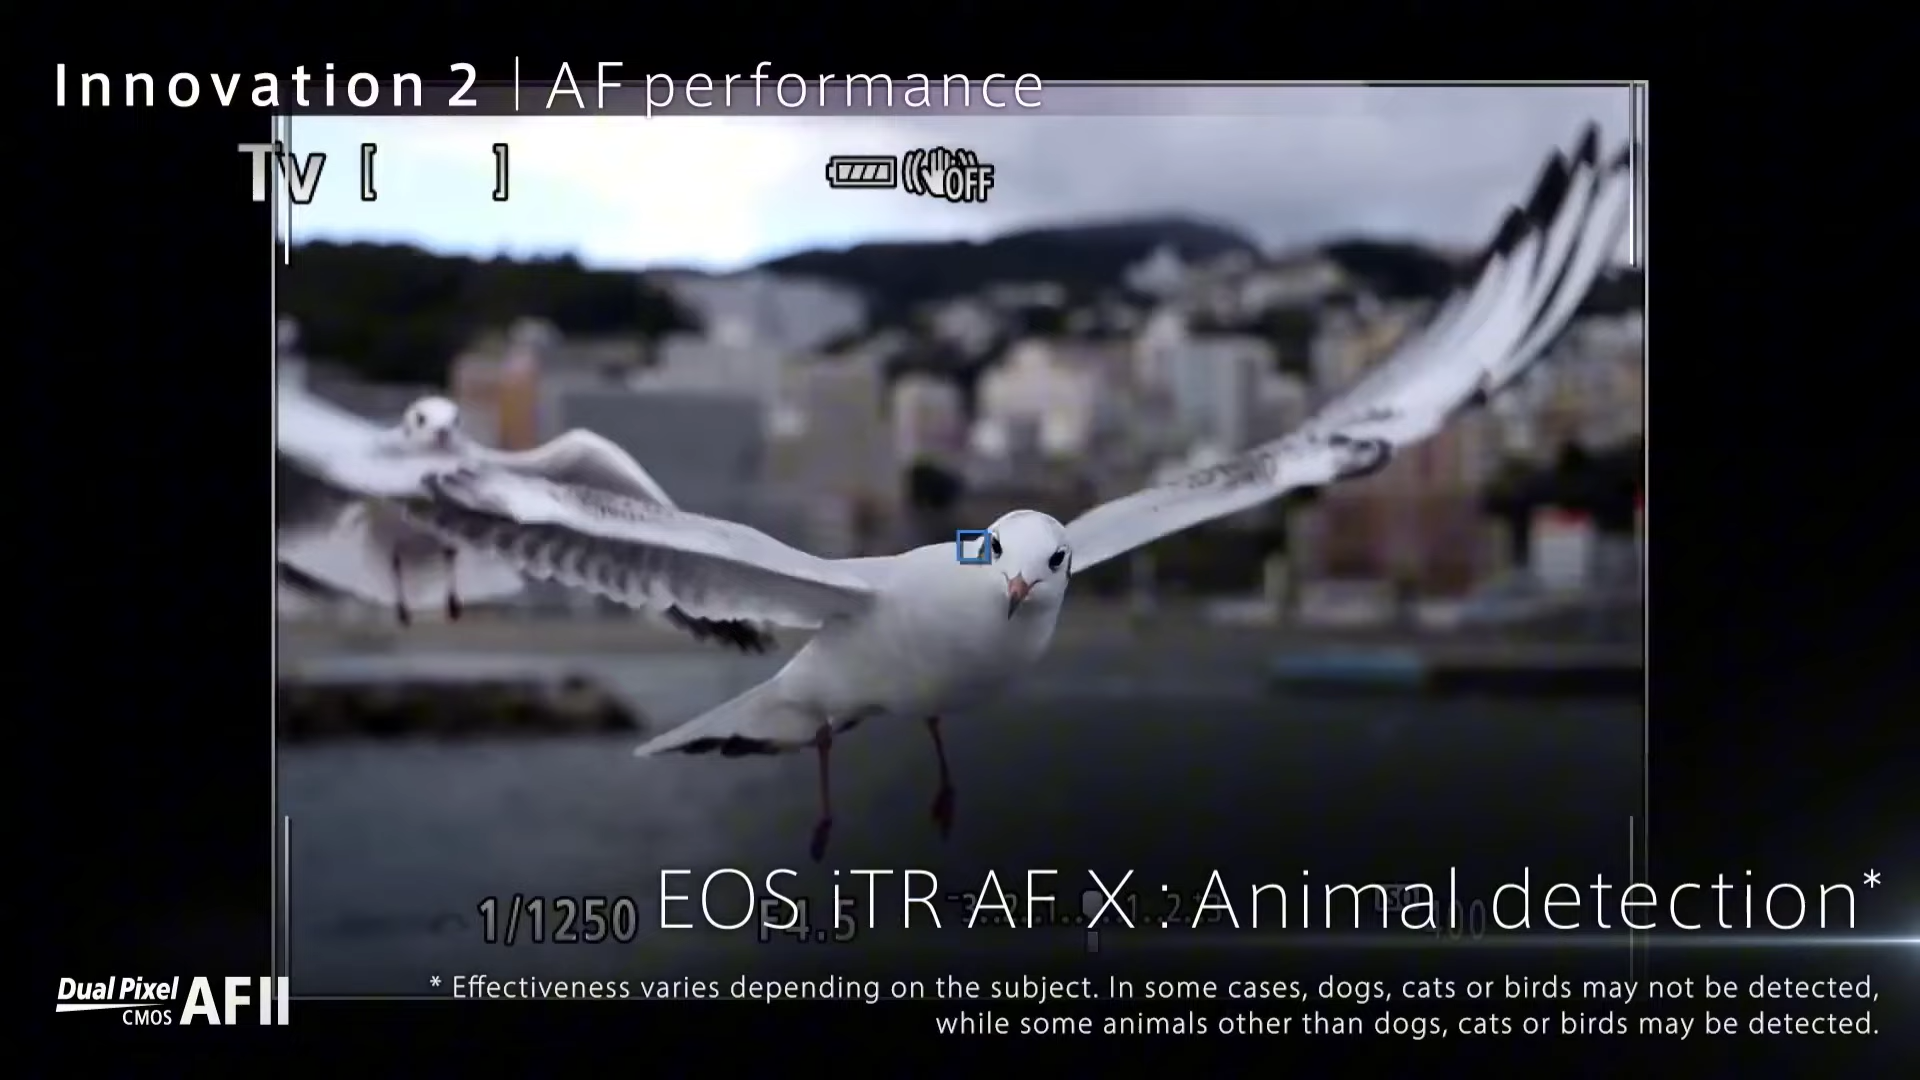 Innovation 2 | AF performance
Tv [ ]
OFF
1/1250 F4.5
EOS iTR AF X : Animal detection*
Dual Pixel
CMOS AF II
* Effectiveness varies depending on the subject. In some cases, dogs, cats or birds may not be detected,
while some animals other than dogs, cats or birds may be detected.